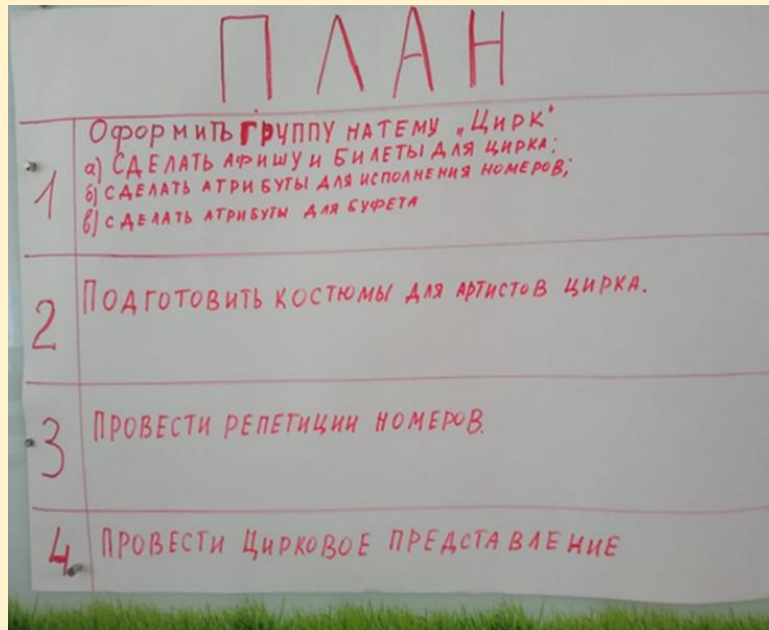 ПЛАН
1 Оформить группу на тему „Цирк"
а) сделать афишу и билеты для цирка;
б) сделать атрибуты для исполнения номеров;
в) сделать атрибуты для буфета
2 Подготовить костюмы для артистов цирка.
3 Провести репетиции номеров.
4. Провести цирковое представление